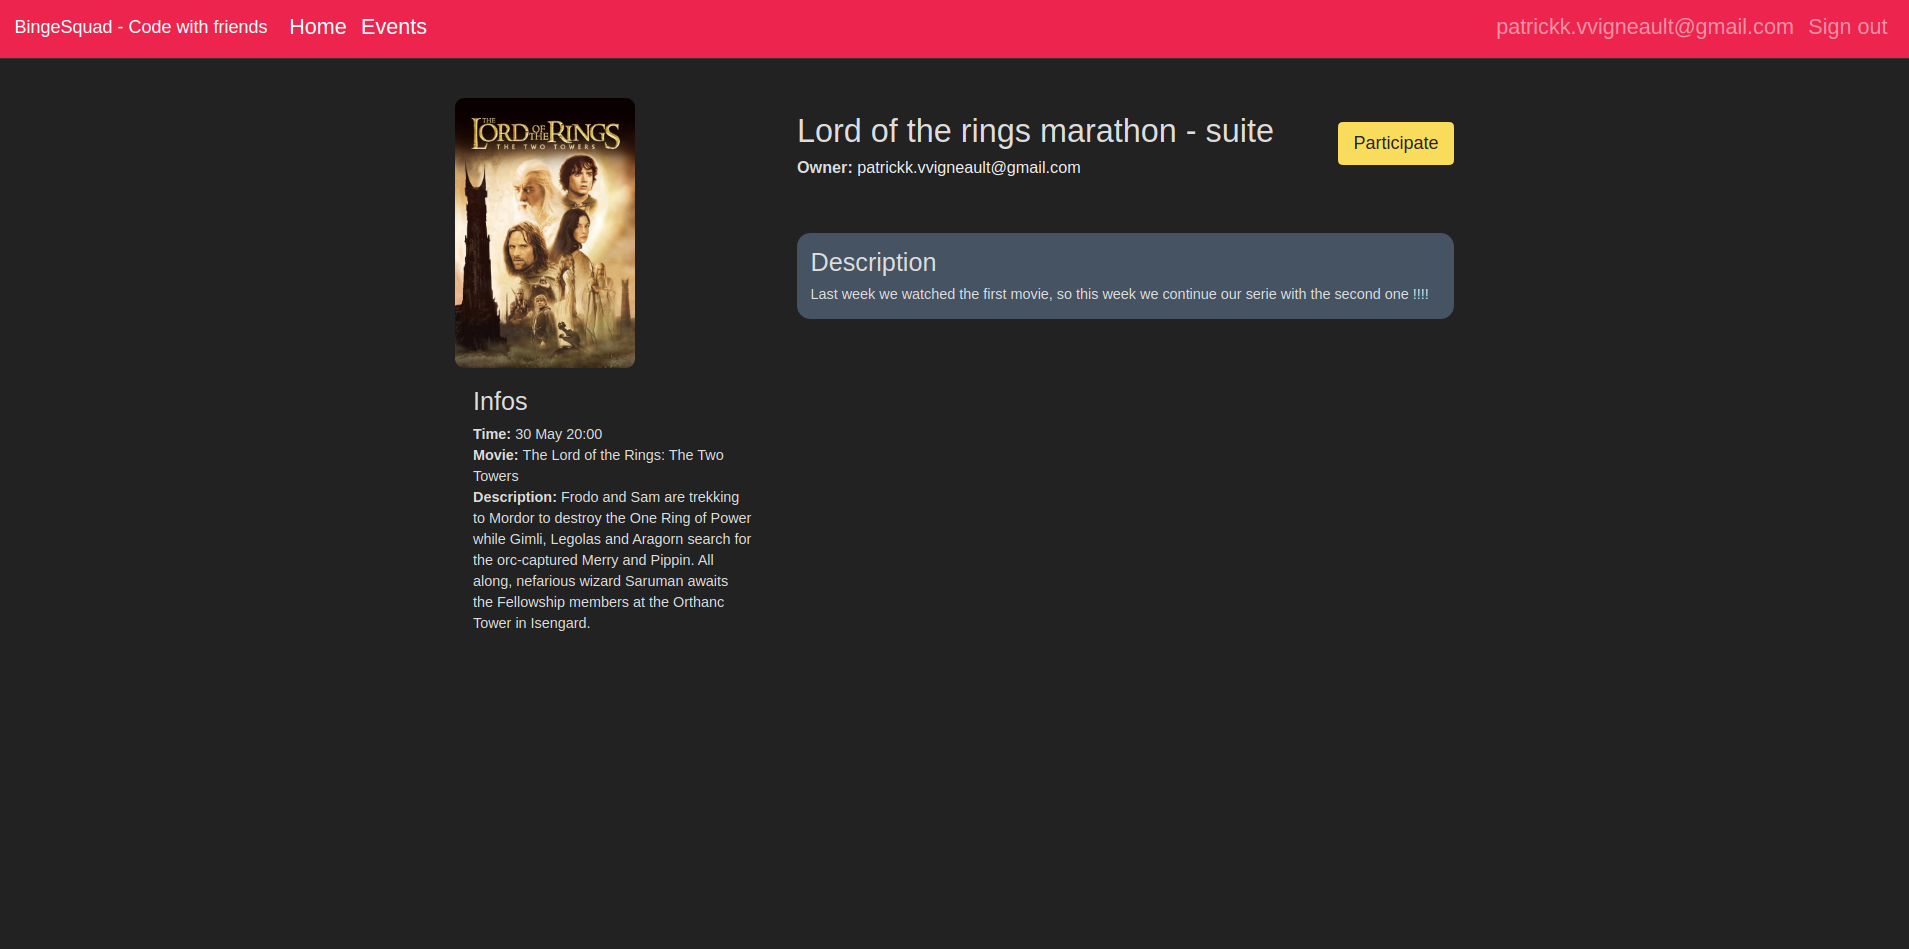 BingeSquad - Code with friends Home Events patrickk.vvigneault@gmail.com Sign out
THE
LORD OF THE RINGS
THE TWO TOWERS
Lord of the rings marathon - suite
Participate
Owner: patrickk.vvigneault@gmail.com
Description
Last week we watched the first movie, so this week we continue our serie with the second one !!!!
Infos
Time: 30 May 20:00
Movie: The Lord of the Rings: The Two
Towers
Description: Frodo and Sam are trekking
to Mordor to destroy the One Ring of Power
while Gimli, Legolas and Aragorn search for
the orc-captured Merry and Pippin. All
along, nefarious wizard Saruman awaits
the Fellowship members at the Orthanc
Tower in Isengard.